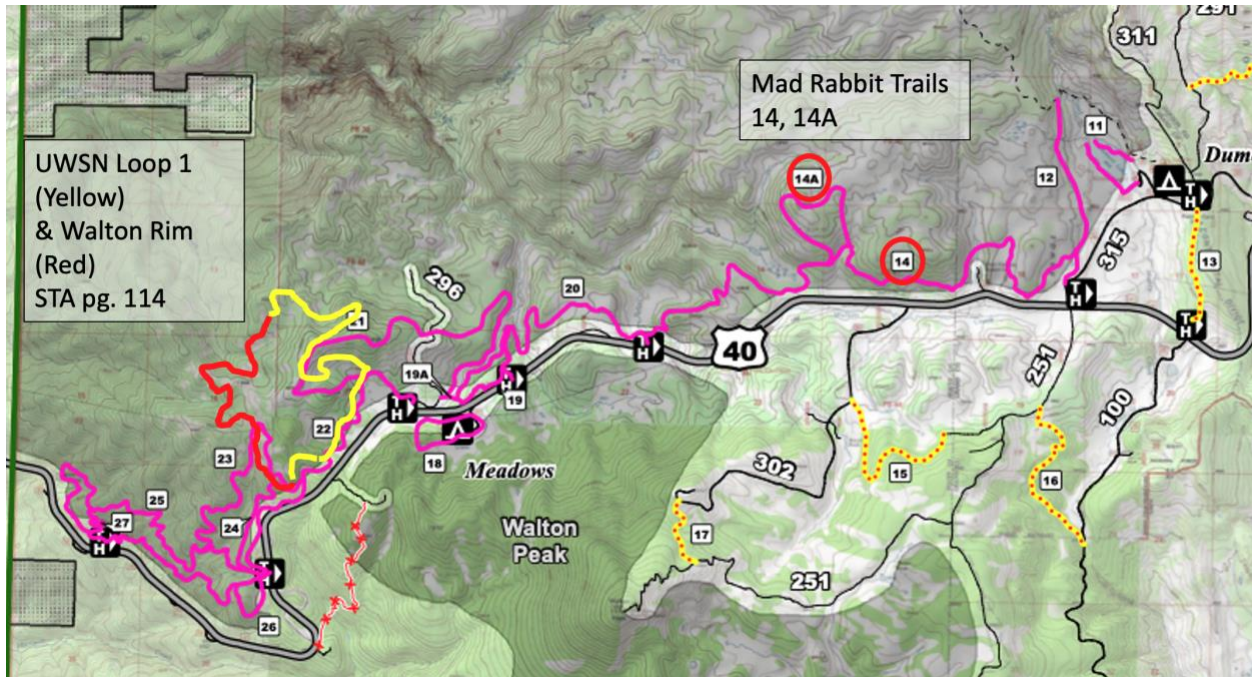 291
311
Mad Rabbit Trails
14, 14A
11
Dum
UWSN Loop 1
(Yellow)
& Walton Rim
(Red)
STA pg. 114
14A
12
T
H
14
315
13
296
20
T
H
21
T
H
40
T
H
19A
T
H
19
251
T
H
100
22
18
Meadows
23
302
15
16
25
Walton
Peak
27
T
H
24
17
T
H
251
26